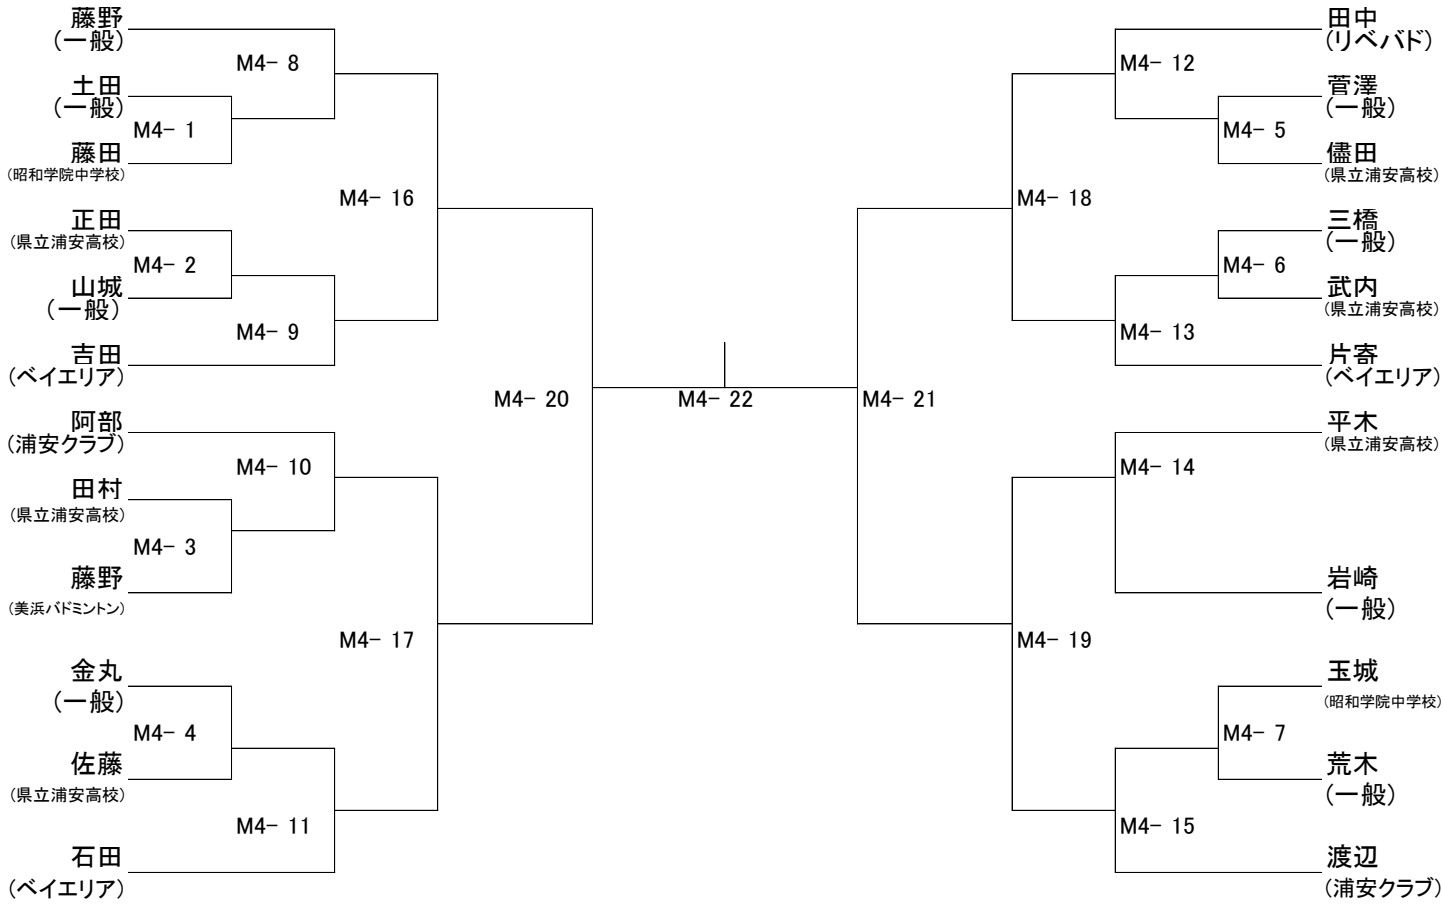 藤野
(一般)
M4- 8
土田
(一般)
M4- 1
藤田
(昭和学院中学校)
M4- 16
正田
(県立浦安高校)
M4- 2
山城
(一般)
M4- 9
吉田
(ベイエリア)
M4- 20
阿部
(浦安クラブ)
M4- 10
田村
(県立浦安高校)
M4- 3
藤野
(美浜バドミントン)
M4- 17
金丸
(一般)
M4- 4
佐藤
(県立浦安高校)
M4- 11
石田
(ベイエリア)
M4- 22
田中
(リベバド)
M4- 12
菅澤
(一般)
M4- 5
儘田
(県立浦安高校)
M4- 18
三橋
(一般)
M4- 6
武内
(県立浦安高校)
M4- 13
片寄
(ベイエリア)
M4- 21
平木
(県立浦安高校)
M4- 14
岩崎
(一般)
M4- 19
玉城
(昭和学院中学校)
M4- 7
荒木
(一般)
M4- 15
渡辺
(浦安クラブ)